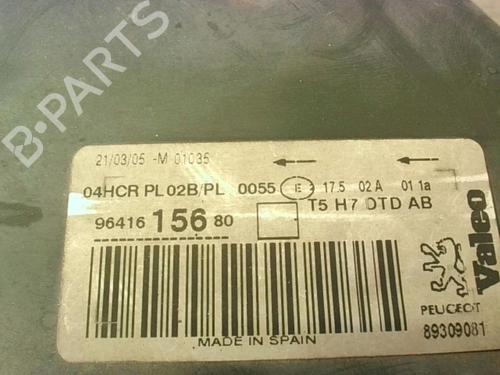 B-Parts
21/03/05 -M 01035
04HCR PL 02B/PL 0055 E 17.5 02 A 01 1a
96416 156 80 T5 H7 DTD AB
Valeo
PEUGEOT
89309081
MADE IN SPAIN